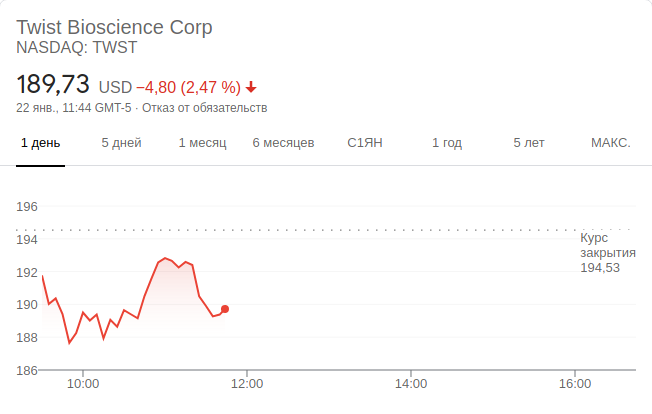 Twist Bioscience Corp
NASDAQ: TWST
189,73 USD −4,80 (2,47 %)
22 янв., 11:44 GMT-5 · Отказ от обязательств
1 день 5 дней 1 месяц 6 месяцев С1ЯН 1 год 5 лет МАКС.
196
194
192
190
188
186
Курс
закрытия
194,53
10:00 12:00 14:00 16:00